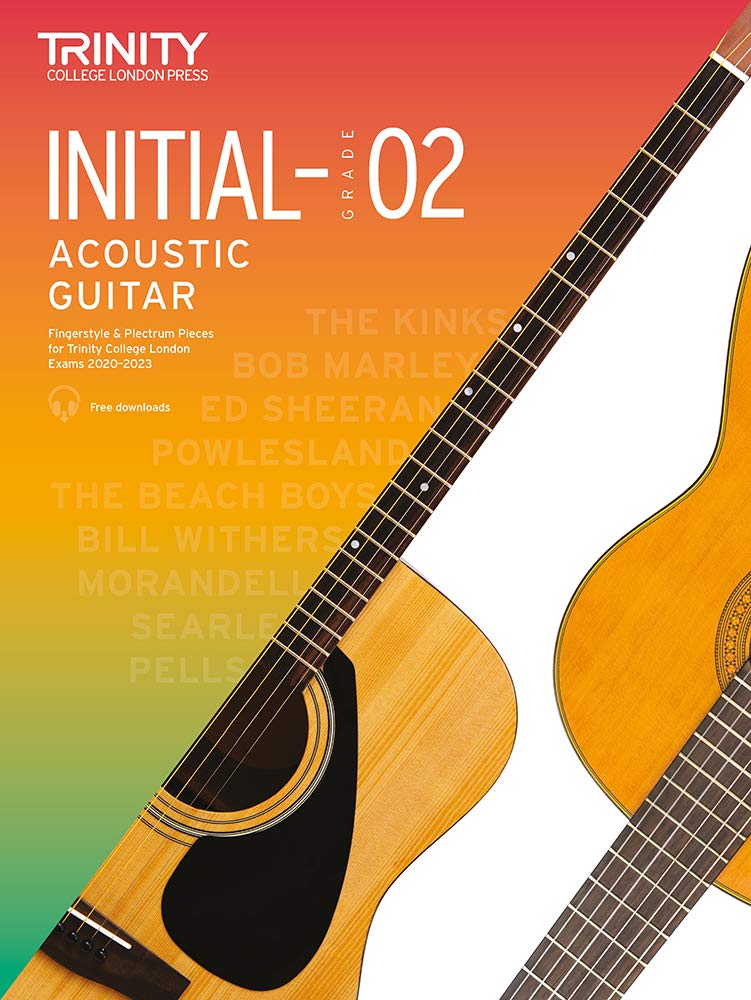 TRINITY
COLLEGE LONDON PRESS
INITIAL-GRADE 02
ACOUSTIC
GUITAR
Fingerstyle & Plectrum Pieces
for Trinity College London
Exams 2020-2023
Free downloads
THE KINKS
BOB MARLEY
ED SHEERAN
POWLESLAND
THE BEACH BOYS
BILL WITHERS
MORANDELL
SEARLE
PELLS